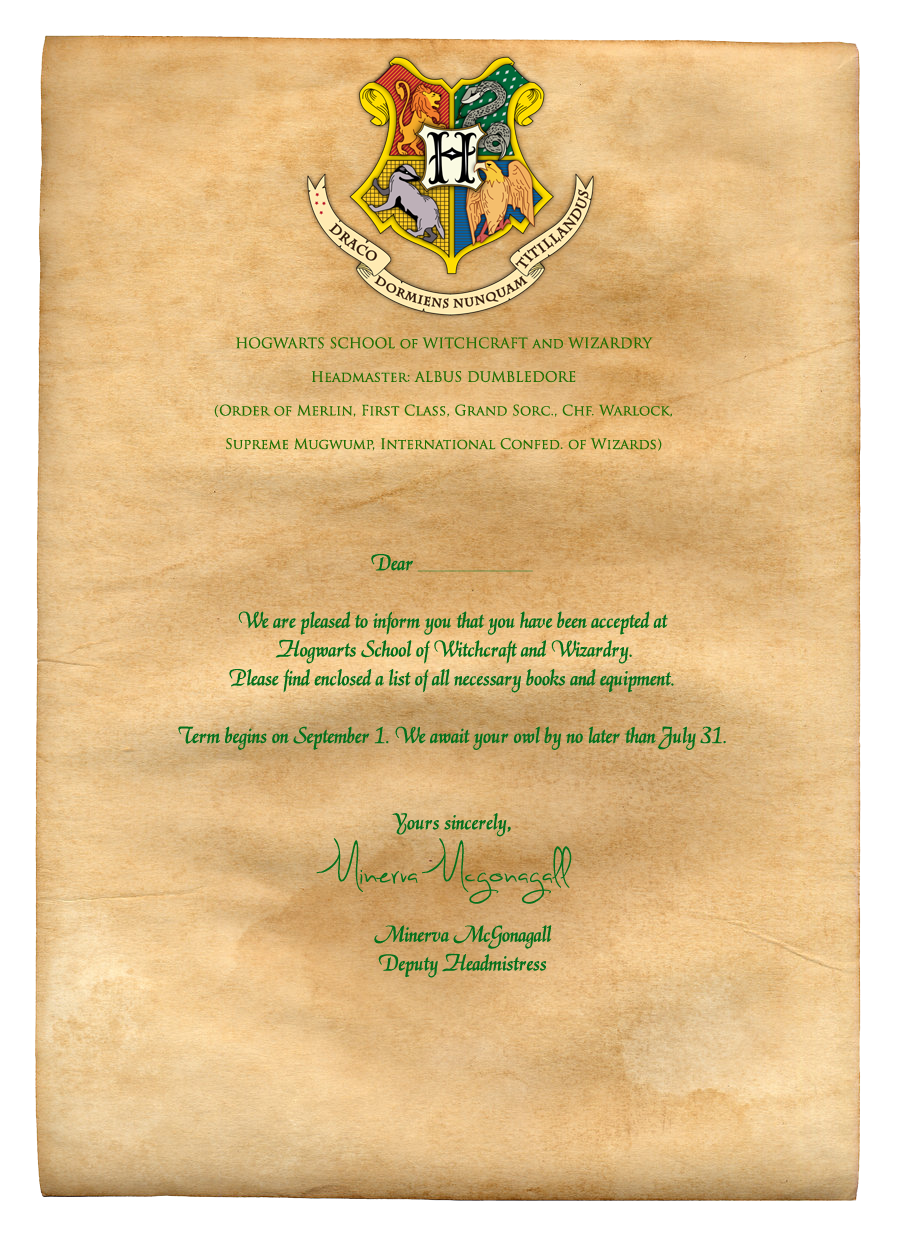 H
DRACO DORMIENS NUNQUAM TITILLANDUS
HOGWARTS SCHOOL OF WITCHCRAFT AND WIZARDRY
HEADMASTER: ALBUS DUMBLEDORE
(ORDER OF MERLIN, FIRST CLASS, GRAND SORC., CHF. WARLOCK,
SUPREME MUGWUMP, INTERNATIONAL CONFED. OF WIZARDS)
Dear ____________
We are pleased to inform you that you have been accepted at
Hogwarts School of Witchcraft and Wizardry.
Please find enclosed a list of all necessary books and equipment.
Term begins on September 1. We await your owl by no later than July 31.
Yours sincerely,
Minerva Mcgonagall
Minerva McGonagall
Deputy Headmistress